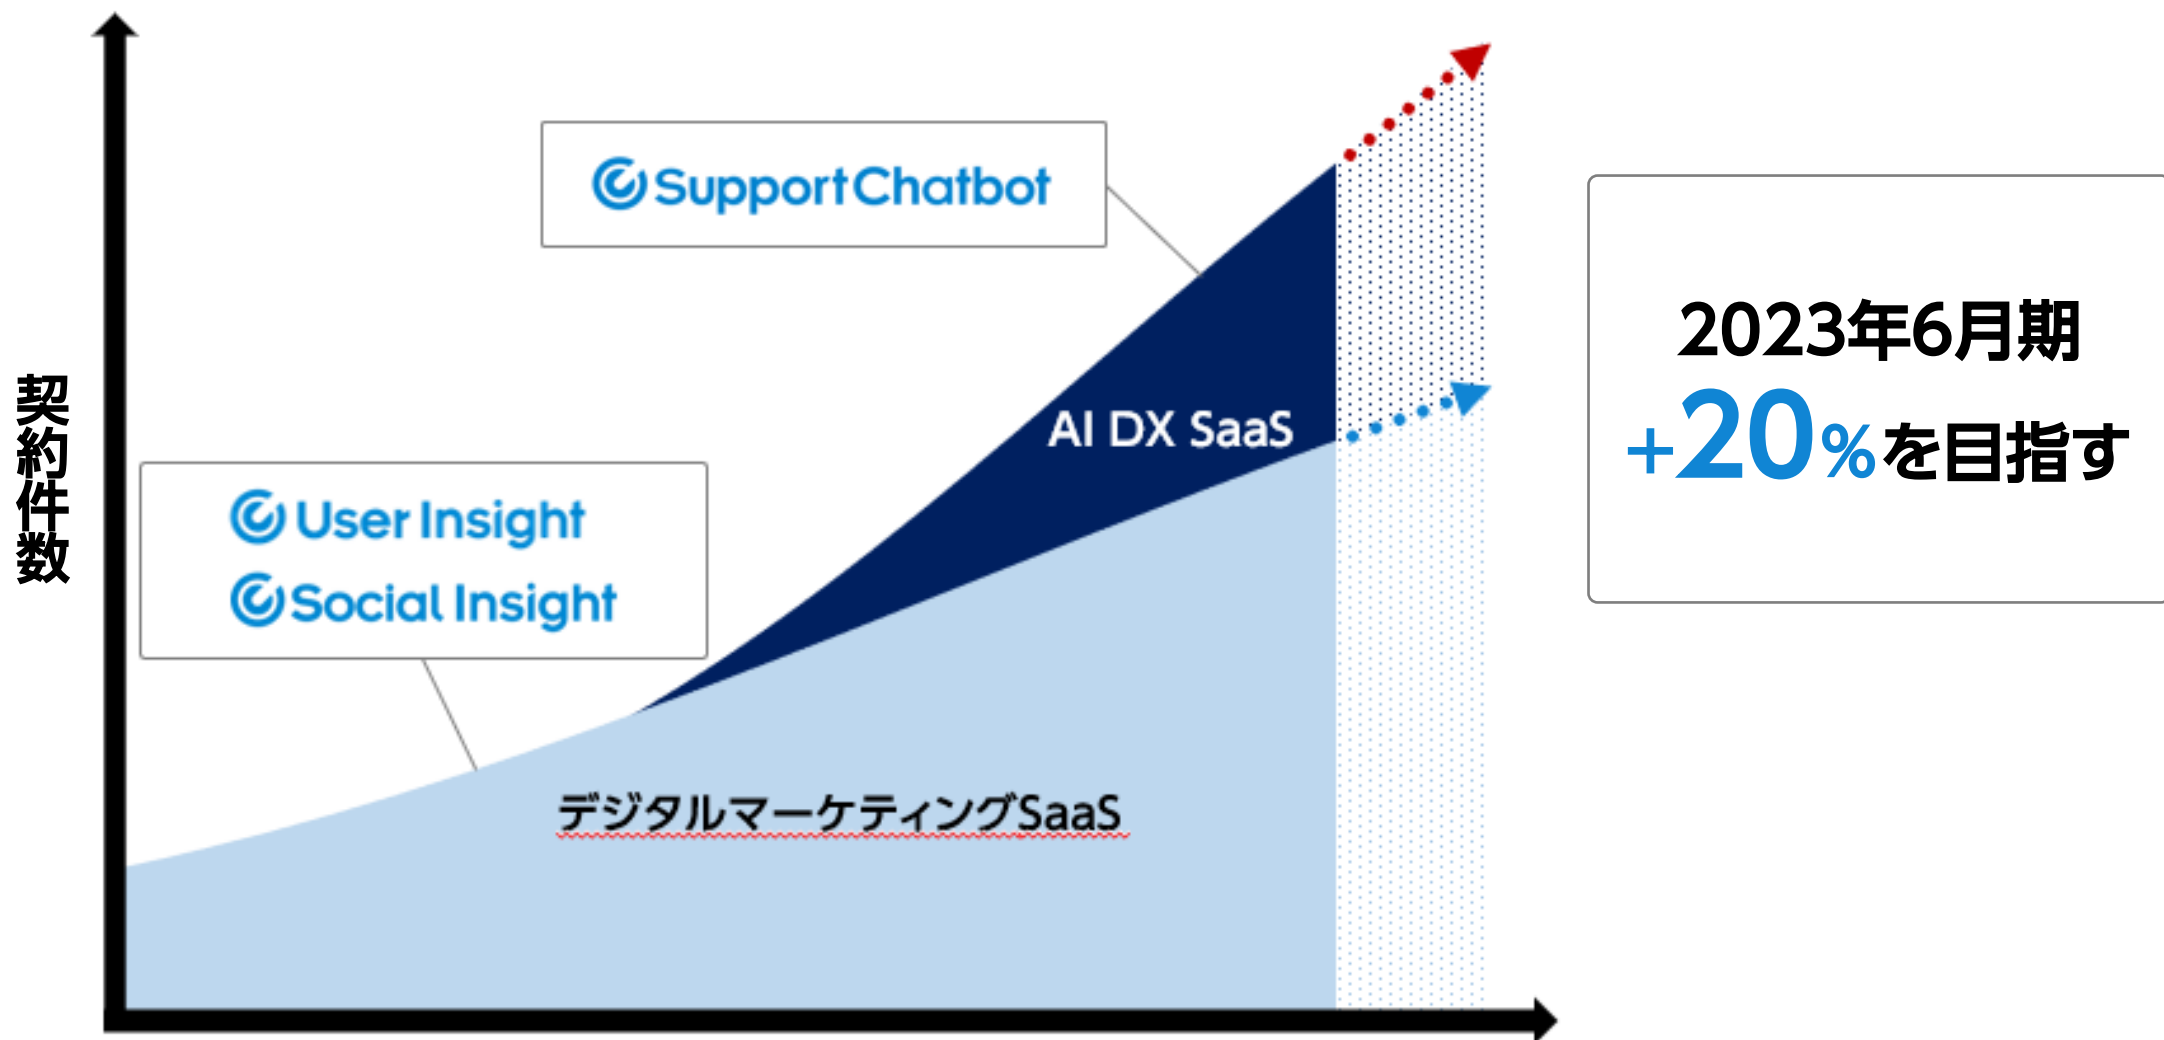 契約件数
Support Chatbot
User Insight
Social Insight
AI DX SaaS
デジタルマーケティングSaaS
2023年6月期
+20%を目指す